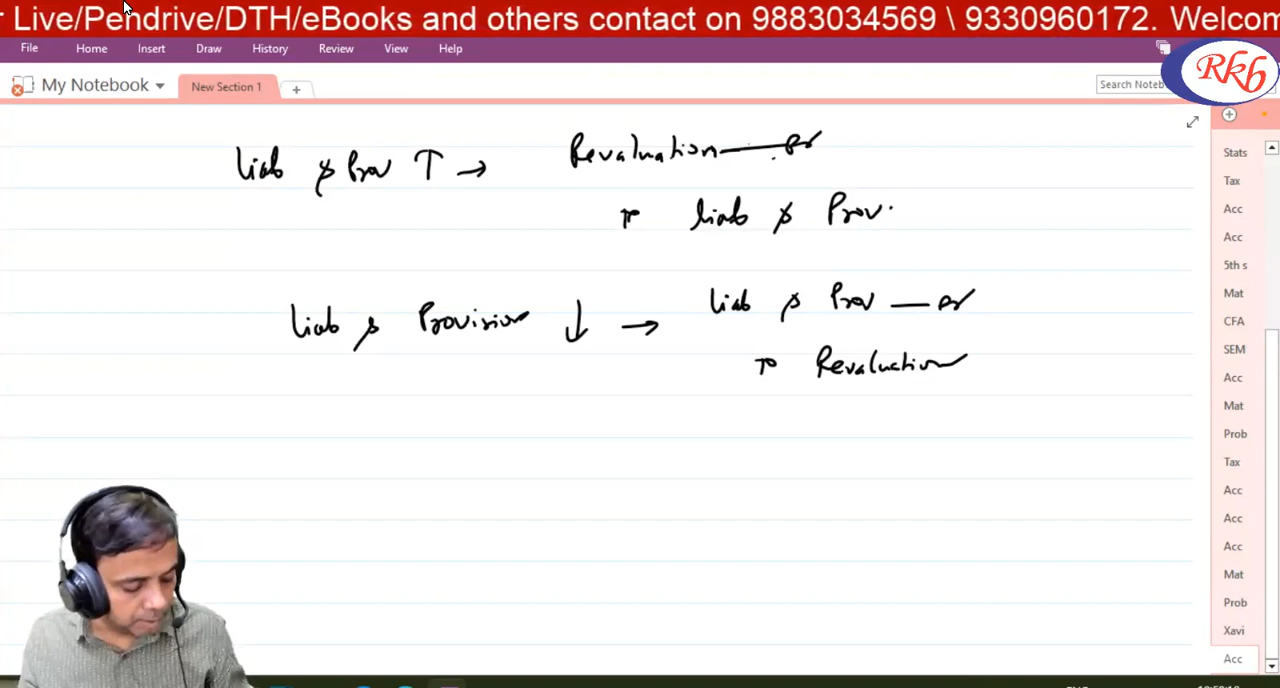 Live/Pendrive/DTH/eBooks and others contact on 9883034569 \ 9330960172. Welcom
File Home Insert Draw History Review View Help
Rkb
My Notebook New Section 1 + Search Noteb
Liab & Prov ↑ → Revaluation — Dr
To Liab & Prov.
Liab & Provision ↓ → Liab & Prov — Dr
To Revaluation
Stats
Tax
Acc
Acc
5th s
Mat
CFA
SEM
Acc
Mat
Prob
Tax
Acc
Acc
Acc
Mat
Prob
Xavi
Acc